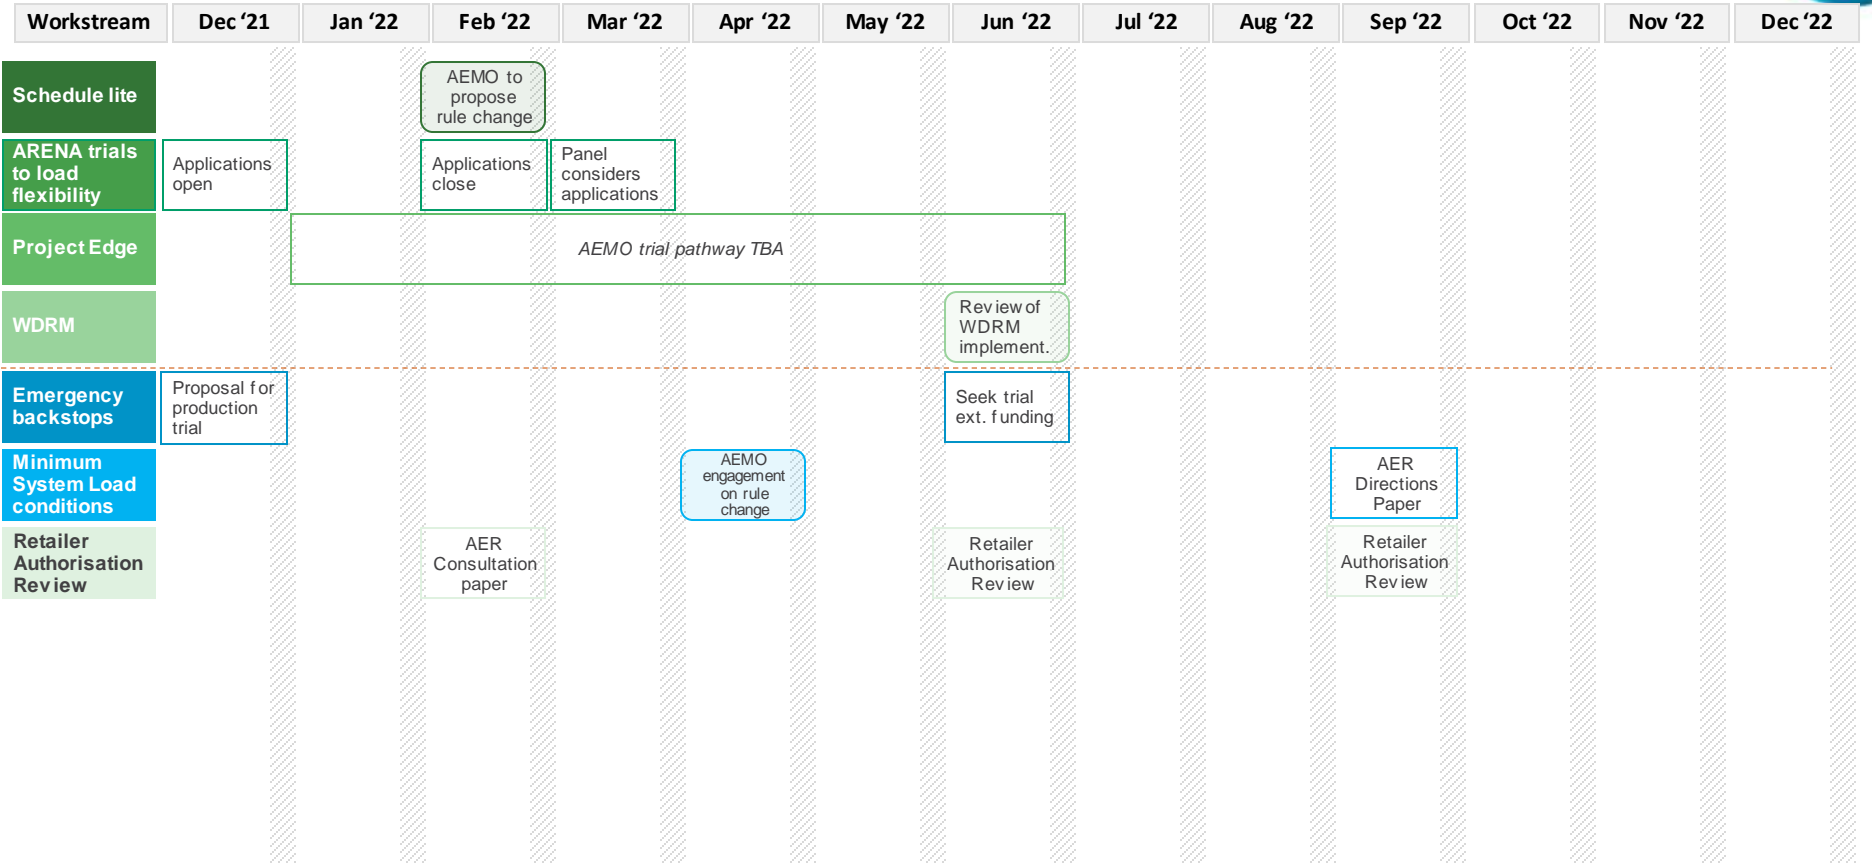 Workstream
Dec ‘21
Jan ‘22
Feb ‘22
Mar ‘22
Apr ‘22
May ‘22
Jun ‘22
Jul ‘22
Aug ‘22
Sep ‘22
Oct ‘22
Nov ‘22
Dec ‘22
Schedule lite
AEMO to
propose
rule change
ARENA trials
to load
flexibility
Applications
open
Applications
close
Panel
considers
applications
Project Edge
AEMO trial pathway TBA
WDRM
Review of
WDRM
implement.
Emergency
backstops
Proposal for
production
trial
Seek trial
ext. funding
Minimum
System Load
conditions
AEMO
engagement
on rule
change
AER
Directions
Paper
Retailer
Authorisation
Review
AER
Consultation
paper
Retailer
Authorisation
Review
Retailer
Authorisation
Review